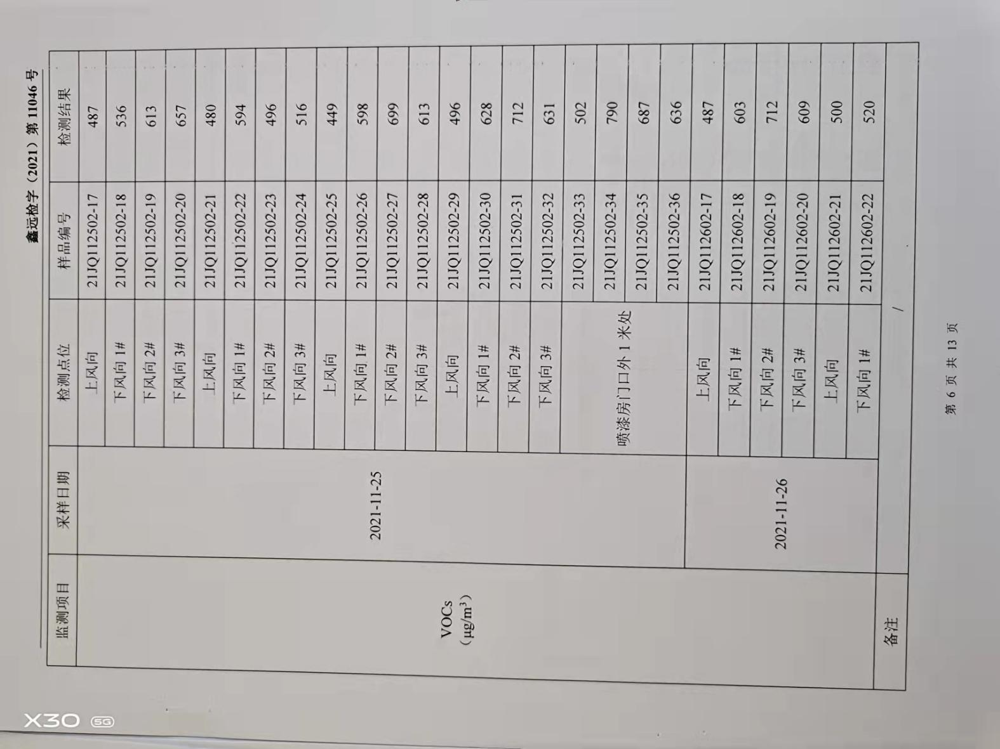 鑫远检字（2021）第 11046 号
监测项目 采样日期 检测点位 样品编号 检测结果
VOCs
（μg/m³）
2021-11-25
上风向 21JQ112502-17 487
下风向 1# 21JQ112502-18 536
下风向 2# 21JQ112502-19 613
下风向 3# 21JQ112502-20 657
上风向 21JQ112502-21 480
下风向 1# 21JQ112502-22 594
下风向 2# 21JQ112502-23 496
下风向 3# 21JQ112502-24 516
上风向 21JQ112502-25 449
下风向 1# 21JQ112502-26 598
下风向 2# 21JQ112502-27 699
下风向 3# 21JQ112502-28 613
上风向 21JQ112502-29 496
下风向 1# 21JQ112502-30 628
下风向 2# 21JQ112502-31 712
下风向 3# 21JQ112502-32 631
喷漆房门口外 1 米处 21JQ112502-33 502
21JQ112502-34 790
21JQ112502-35 687
21JQ112502-36 636
2021-11-26
上风向 21JQ112602-17 487
下风向 1# 21JQ112602-18 603
下风向 2# 21JQ112602-19 712
下风向 3# 21JQ112602-20 609
上风向 21JQ112602-21 500
下风向 1# 21JQ112602-22 520
备注 /
第 6 页 共 13 页
X30 5G